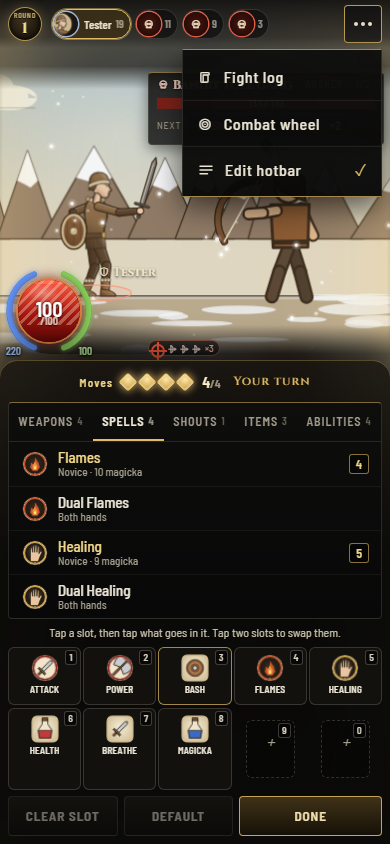 ROUND
1
Tester 19
11
9
3
Fight log
Combat wheel
Edit hotbar ✓
NEXT
TESTER
100
/100
220
100
×3
Moves 4/4 YOUR TURN
WEAPONS 4 SPELLS 4 SHOUTS 1 ITEMS 3 ABILITIES 4
Flames
Novice · 10 magicka
4
Dual Flames
Both hands
Healing
Novice · 9 magicka
5
Dual Healing
Both hands
Tap a slot, then tap what goes in it. Tap two slots to swap them.
1 2 3 4 5
ATTACK POWER BASH FLAMES HEALING
6 7 8 9 0
+ +
HEALTH BREATHE MAGICKA
CLEAR SLOT DEFAULT DONE